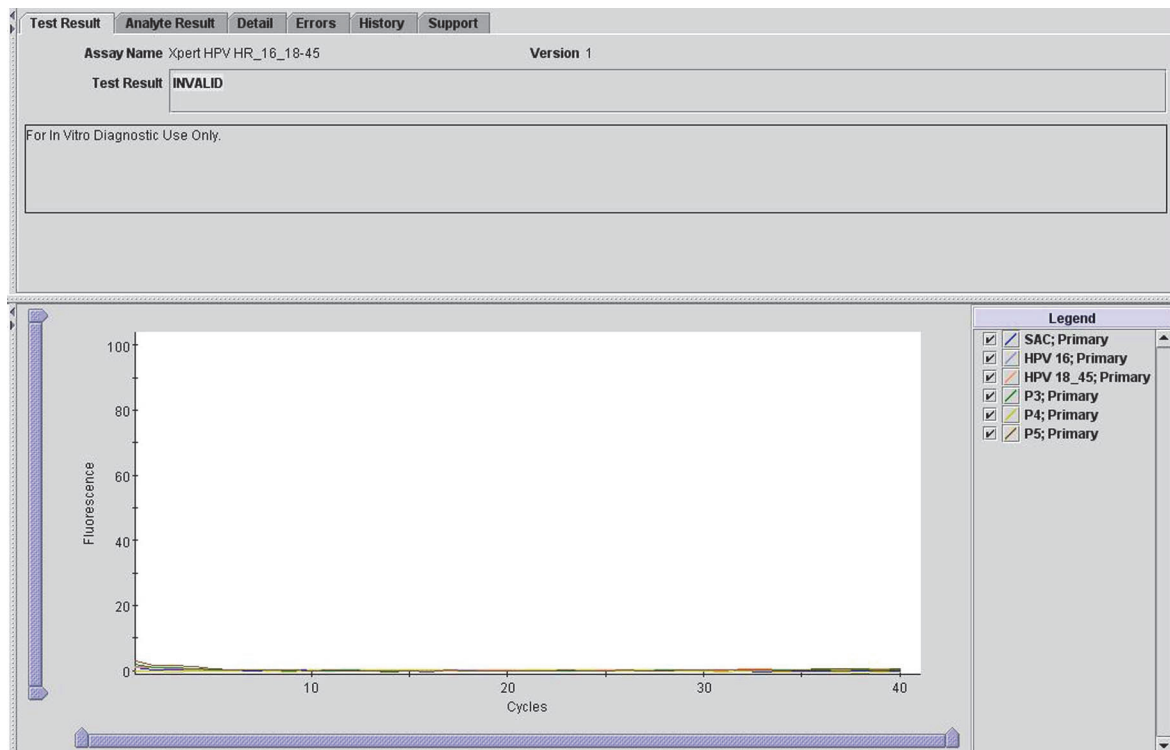 Test Result Analyte Result Detail Errors History Support
Assay Name Xpert HPV HR_16_18-45 Version 1
Test Result INVALID
For In Vitro Diagnostic Use Only.
Legend
SAC; Primary
HPV 16; Primary
HPV 18_45; Primary
P3; Primary
P4; Primary
P5; Primary
100
80
60
40
20
0
Fluorescence
10 20 30 40
Cycles